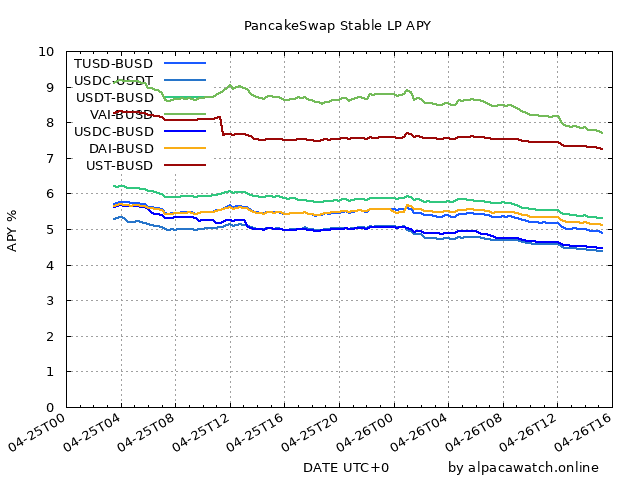 PancakeSwap Stable LP APY
10
9
8
7
6
5
4
3
2
1
0
APY %
TUSD-BUSD
USDC-USDT
USDT-BUSD
VAI-BUSD
USDC-BUSD
DAI-BUSD
UST-BUSD
04-25T00
04-25T04
04-25T08
04-25T12
04-25T16
04-25T20
04-26T00
04-26T04
04-26T08
04-26T12
04-26T16
DATE UTC+0
by alpacawatch.online